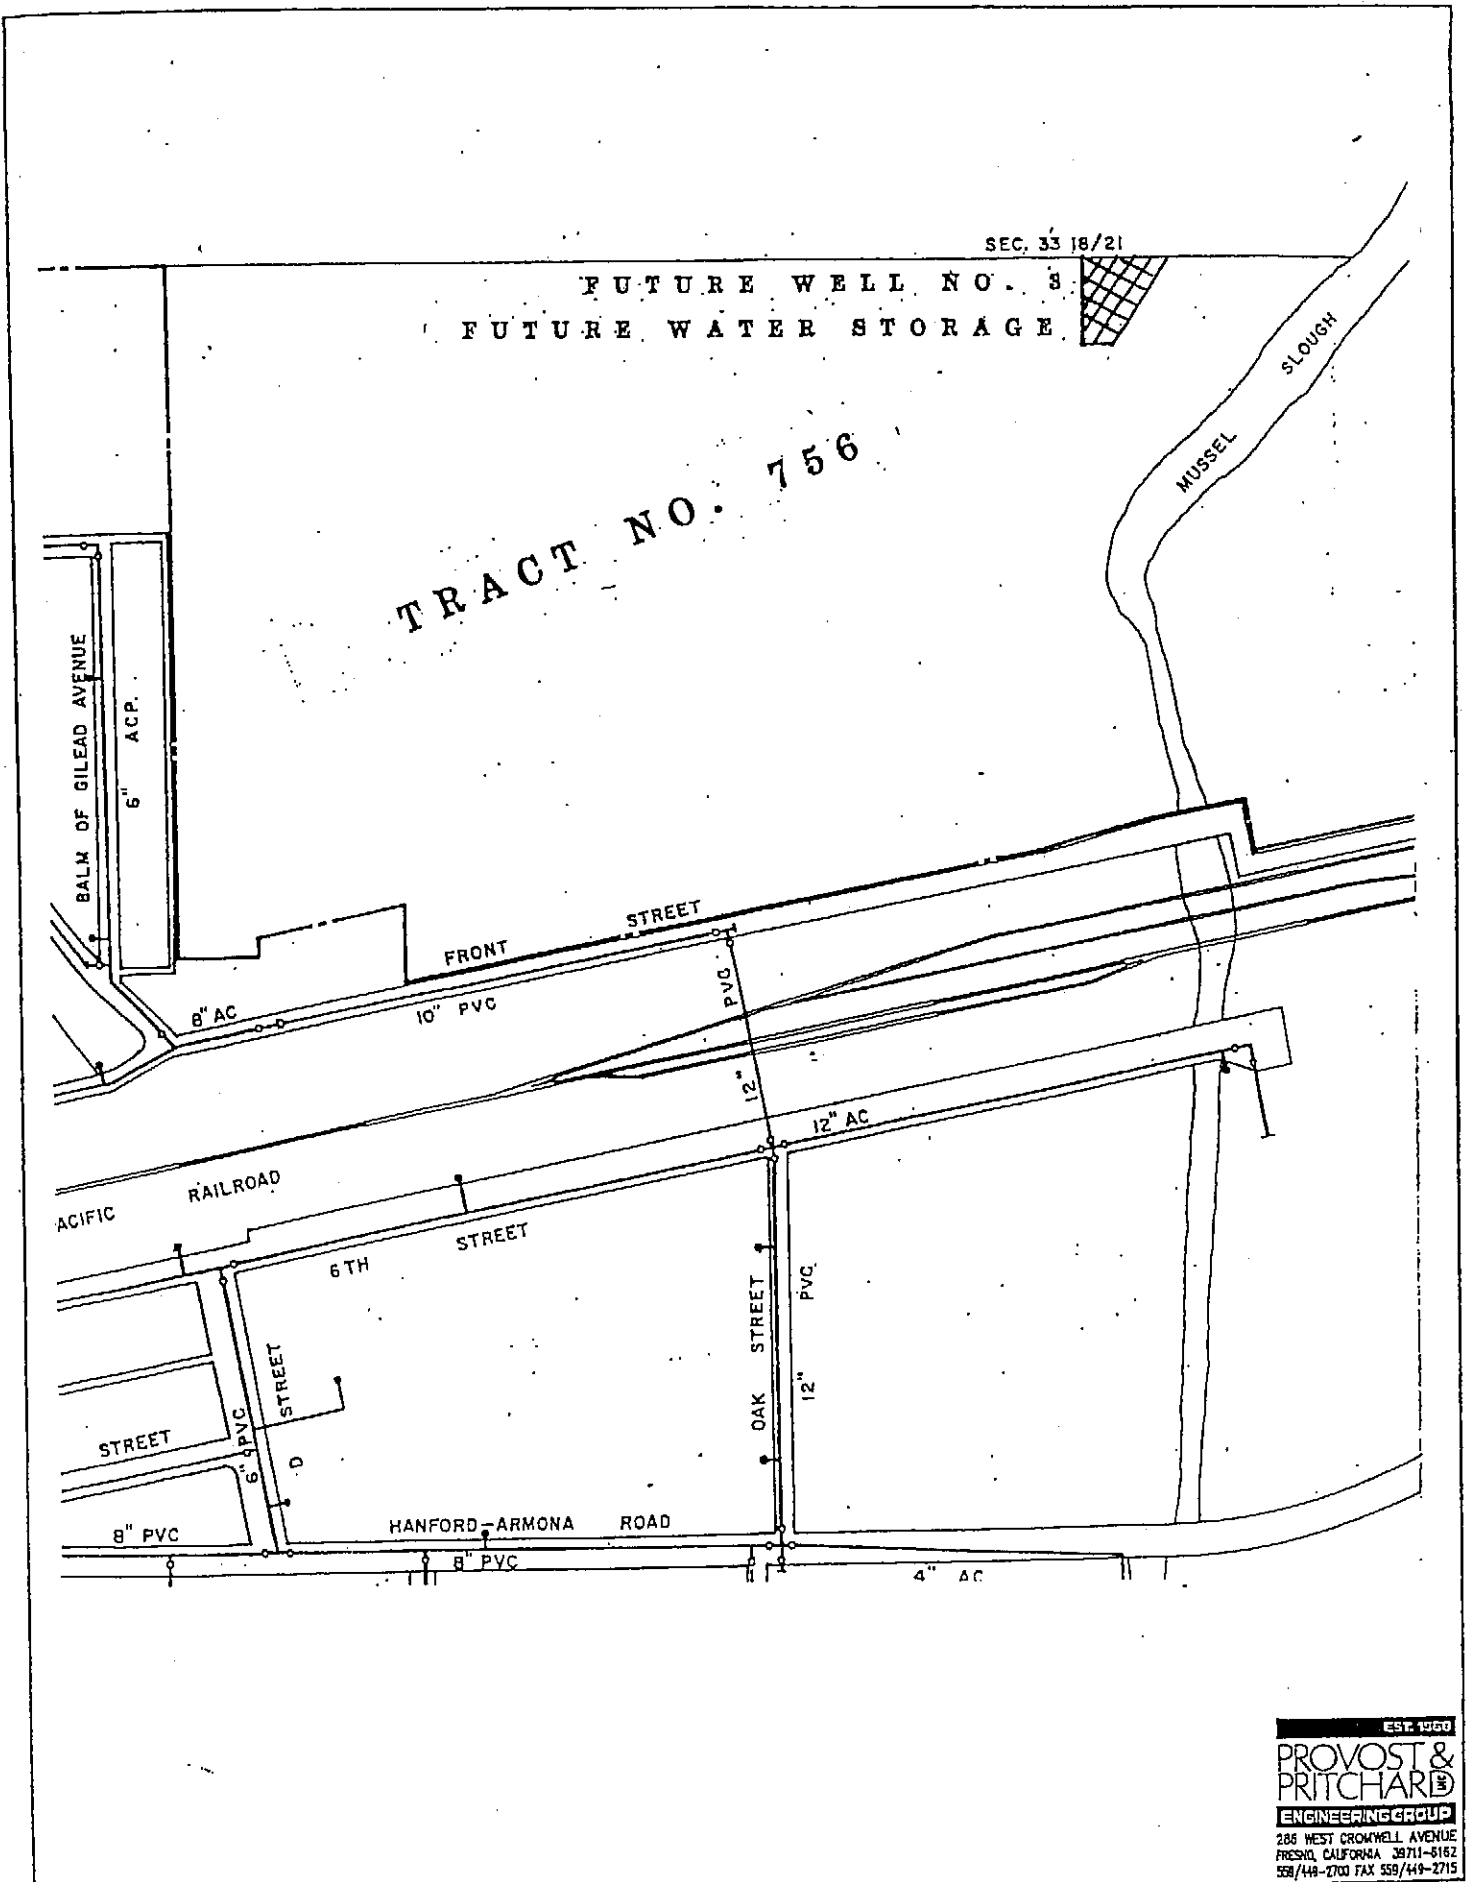 SEC. 33 18/21
FUTURE WELL NO. 3
FUTURE WATER STORAGE
SLOUGH
MUSSEL
TRACT NO. 756
BALM OF GILEAD AVENUE
6" ACP.
FRONT STREET
8" AC
10" PVC
12" PVC
12" AC
ACIFIC RAILROAD
6TH STREET
OAK STREET
12" PVC
D STREET
6" PVC
STREET
8" PVC
HANFORD-ARMONA ROAD
8" PVC
4" AC
EST. 1960
PROVOST &
PRITCHARD INC
ENGINEERING GROUP
286 WEST CROMWELL AVENUE
FRESNO, CALIFORNIA 93711-6162
559/449-2700 FAX 559/449-2715